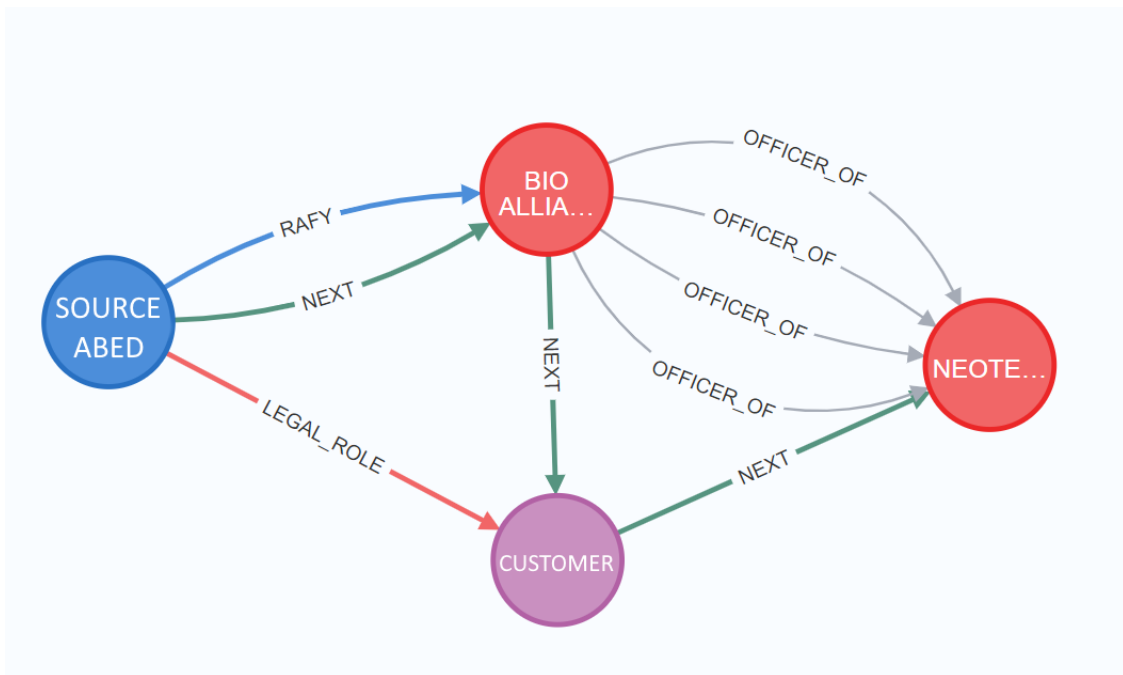 OFFICER_OF
BIO
ALLIA...
RAFY
OFFICER_OF
NEXT
SOURCE
ABED
OFFICER_OF
NEXT
OFFICER_OF
NEOTE...
LEGAL_ROLE
NEXT
CUSTOMER